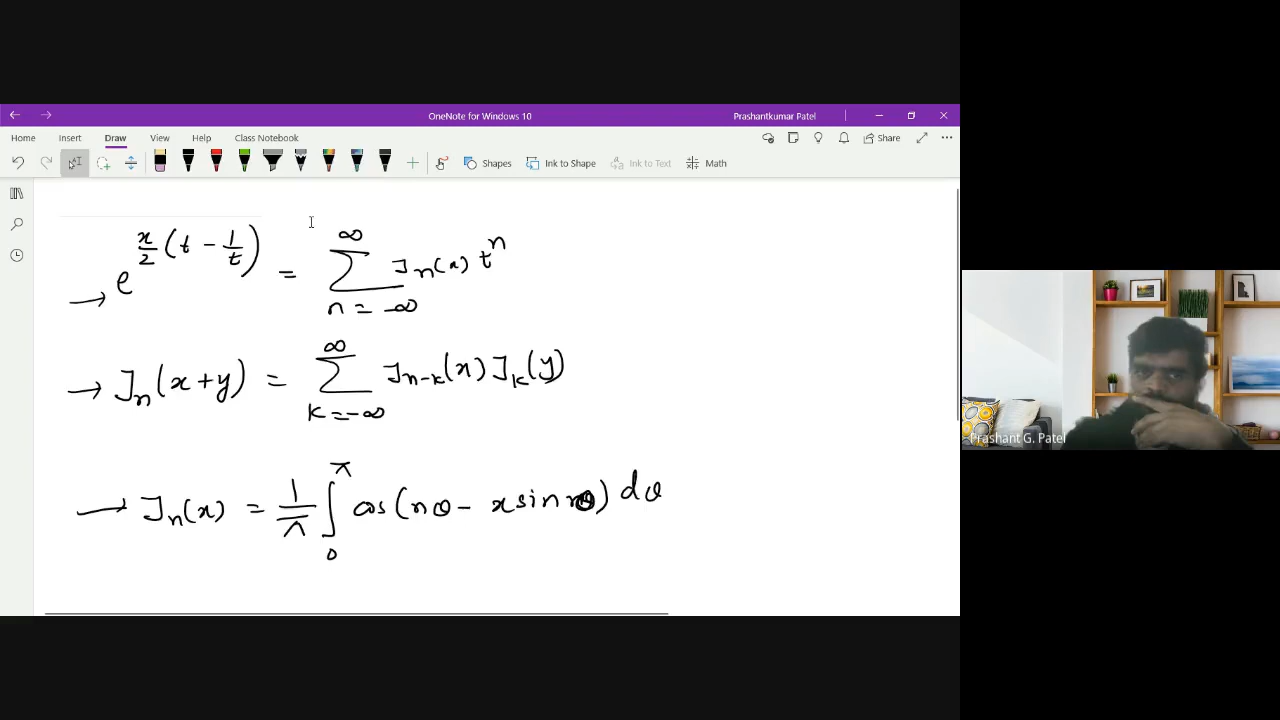 OneNote for Windows 10
Prashantkumar Patel
Home Insert Draw View Help Class Notebook
Share
Shapes Ink to Shape Ink to Text Math
→ e^{x/2 (t - 1/t)} = ∑_{n = -∞}^{∞} J_n(x) t^n
→ J_n(x+y) = ∑_{k = -∞}^{∞} J_{n-k}(x) J_k(y)
→ J_n(x) = 1/π ∫_0^π cos(nθ - x sin θ) dθ
Prashant G. Patel